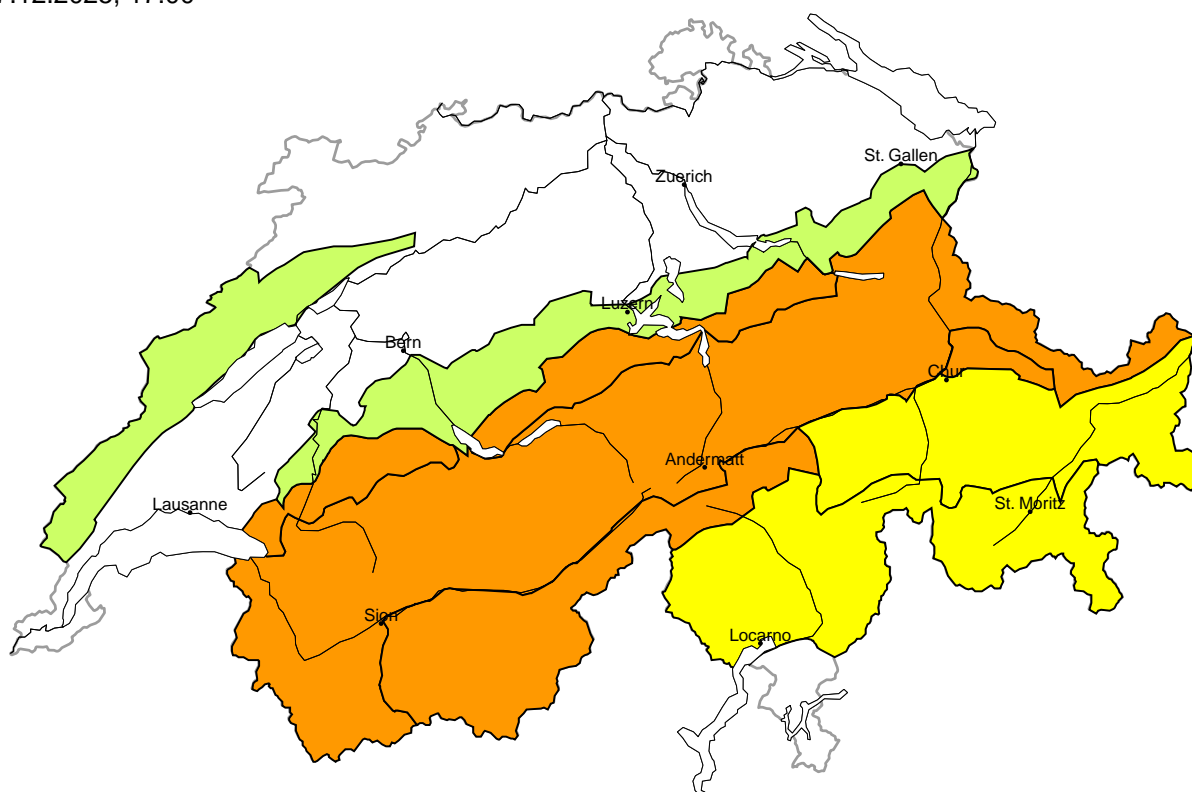 St. Gallen
Zuerich
Luzern
Bern
Chur
Andermatt
Lausanne
St. Moritz
Sion
Locarno